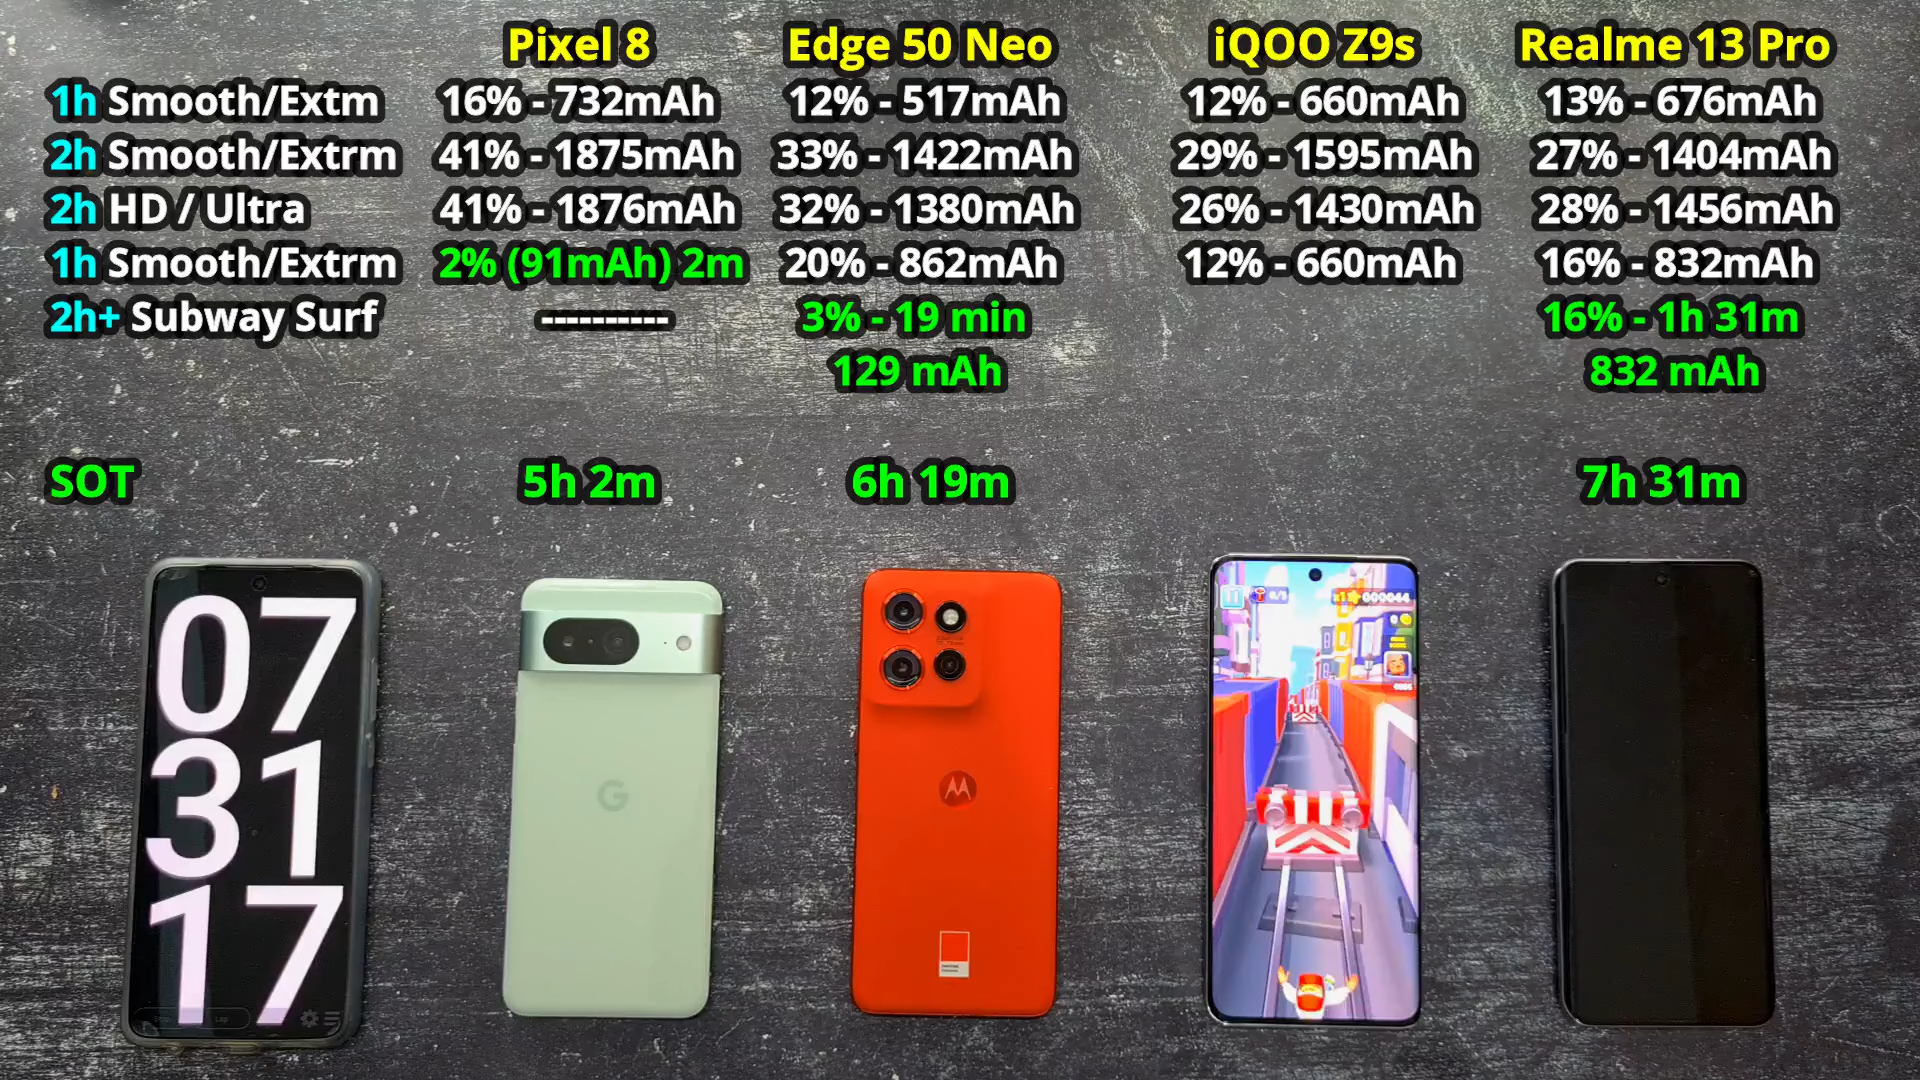 Pixel 8 Edge 50 Neo iQOO Z9s Realme 13 Pro
1h Smooth/Extm 16% - 732mAh 12% - 517mAh 12% - 660mAh 13% - 676mAh
2h Smooth/Extrm 41% - 1875mAh 33% - 1422mAh 29% - 1595mAh 27% - 1404mAh
2h HD / Ultra 41% - 1876mAh 32% - 1380mAh 26% - 1430mAh 28% - 1456mAh
1h Smooth/Extrm 2% (91mAh) 2m 20% - 862mAh 12% - 660mAh 16% - 832mAh
2h+ Subway Surf ---------- 3% - 19 min 16% - 1h 31m
129 mAh 832 mAh
SOT 5h 2m 6h 19m 7h 31m
07
31
17
G
x11 000044